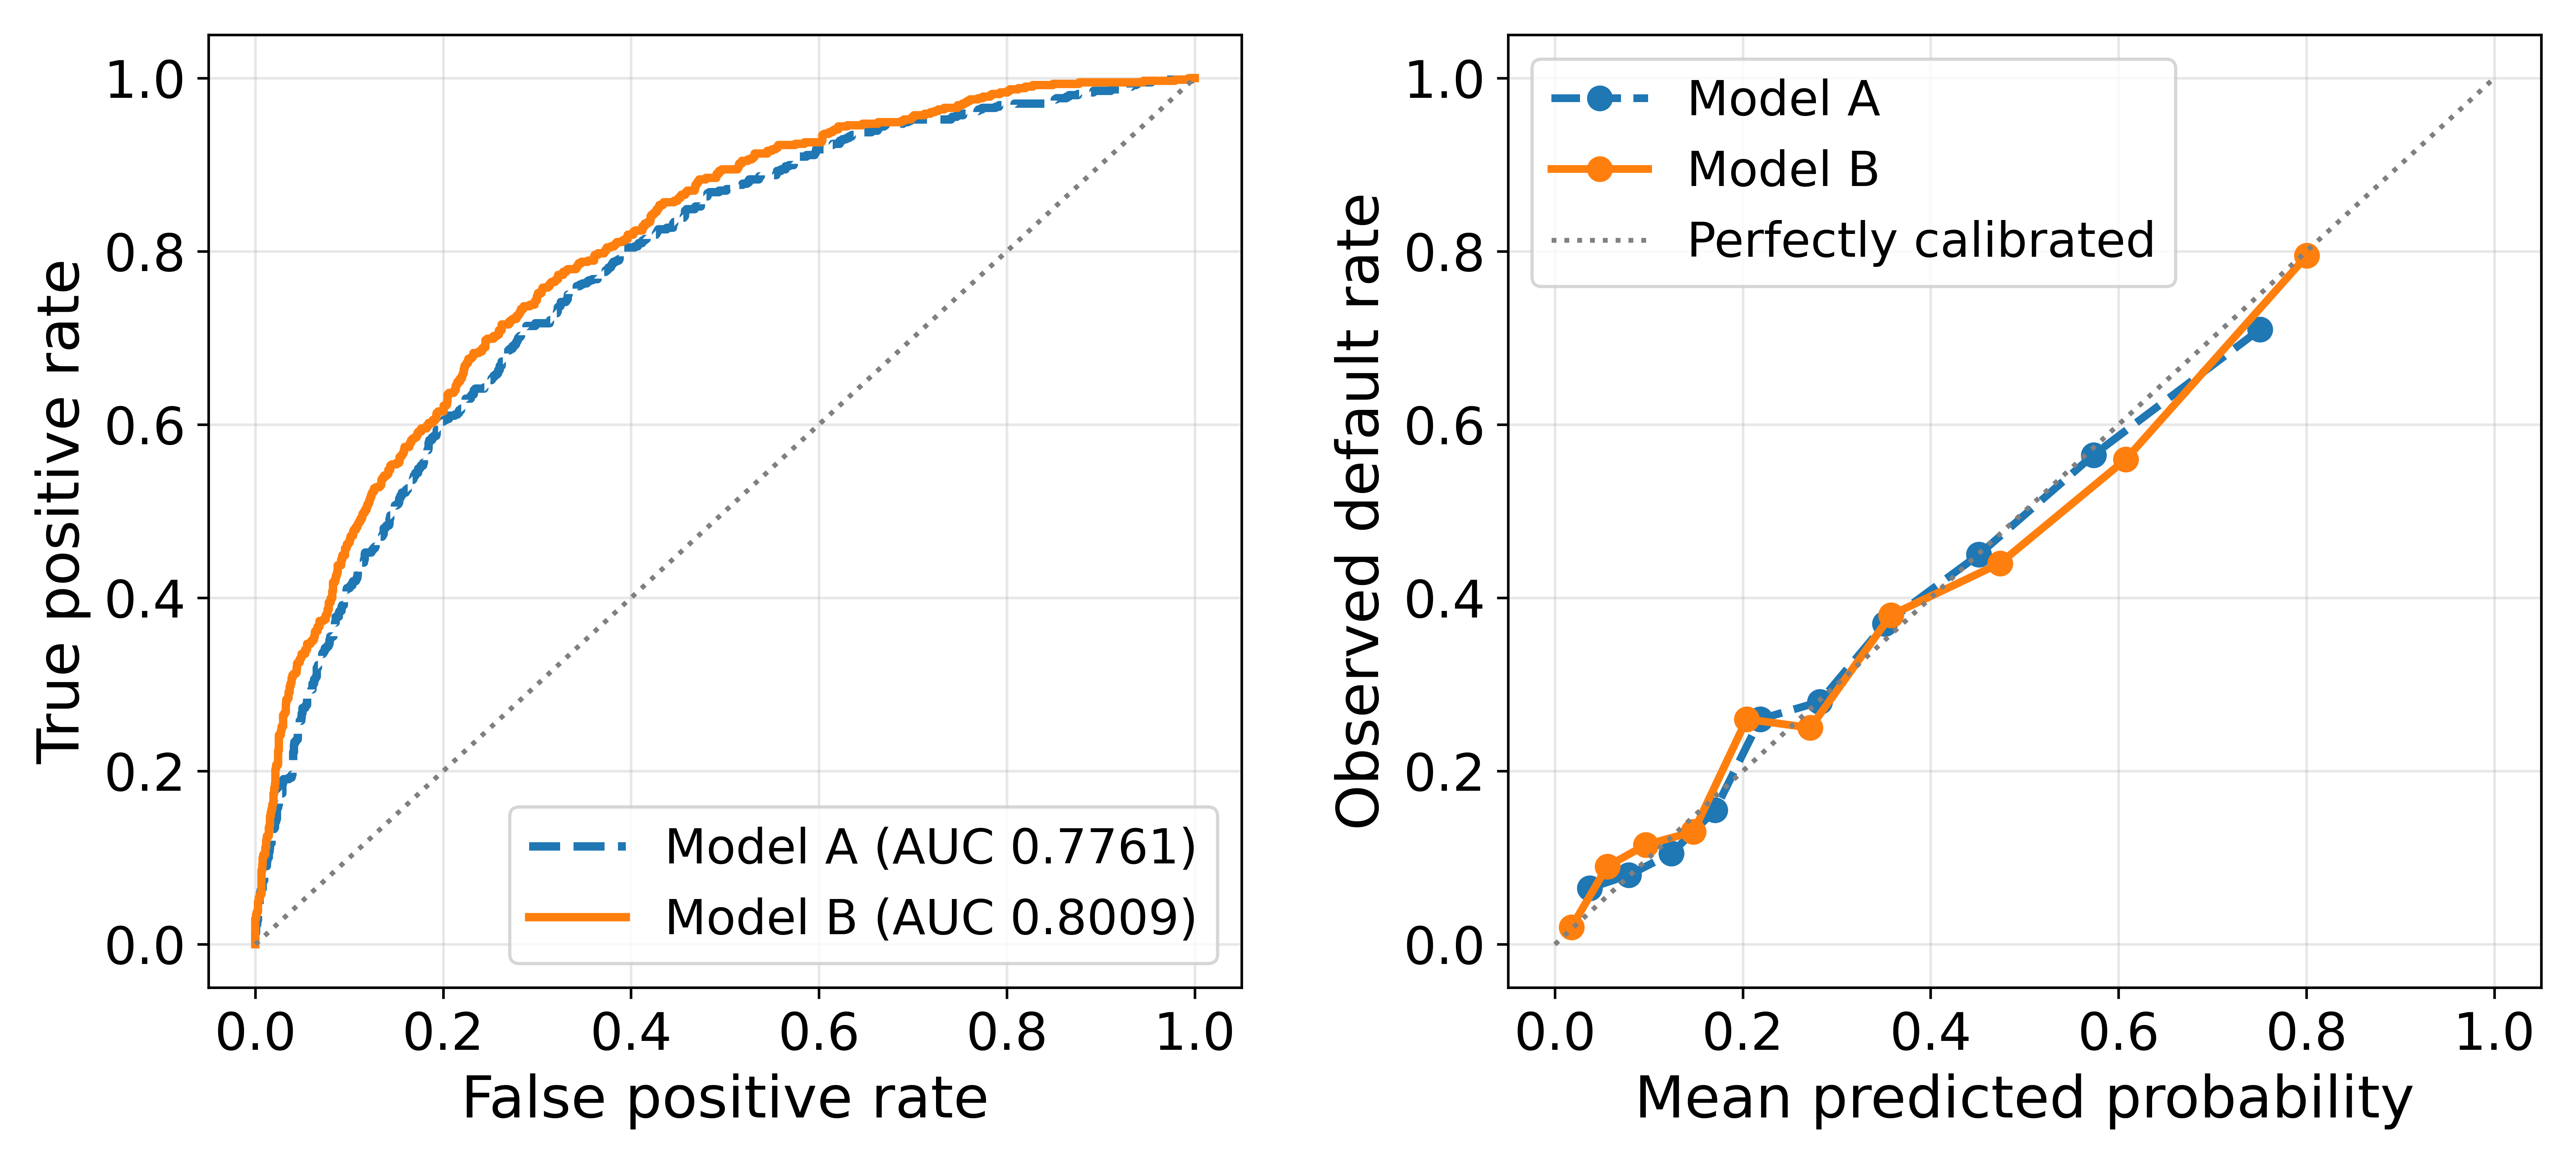 True positive rate
1.0
0.8
0.6
0.4
0.2
0.0
Model A (AUC 0.7761)
Model B (AUC 0.8009)
0.0 0.2 0.4 0.6 0.8 1.0
False positive rate
Observed default rate
1.0
0.8
0.6
0.4
0.2
0.0
Model A
Model B
Perfectly calibrated
0.0 0.2 0.4 0.6 0.8 1.0
Mean predicted probability